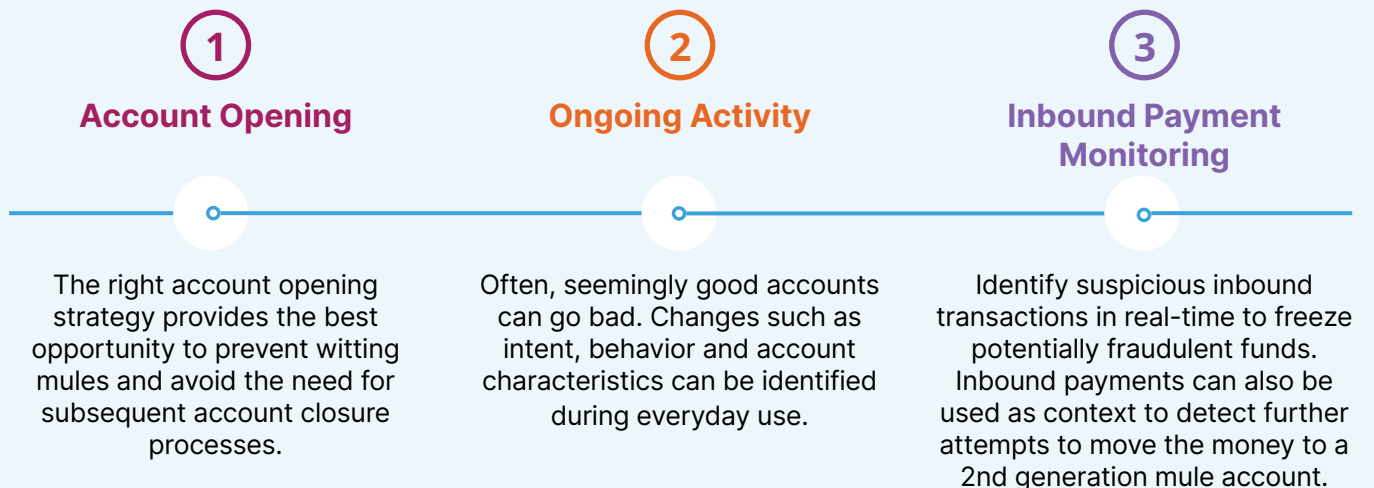 1
Account Opening
The right account opening
strategy provides the best
opportunity to prevent witting
mules and avoid the need for
subsequent account closure
processes.
2
Ongoing Activity
Often, seemingly good accounts
can go bad. Changes such as
intent, behavior and account
characteristics can be identified
during everyday use.
3
Inbound Payment
Monitoring
Identify suspicious inbound
transactions in real-time to freeze
potentially fraudulent funds.
Inbound payments can also be
used as context to detect further
attempts to move the money to a
2nd generation mule account.